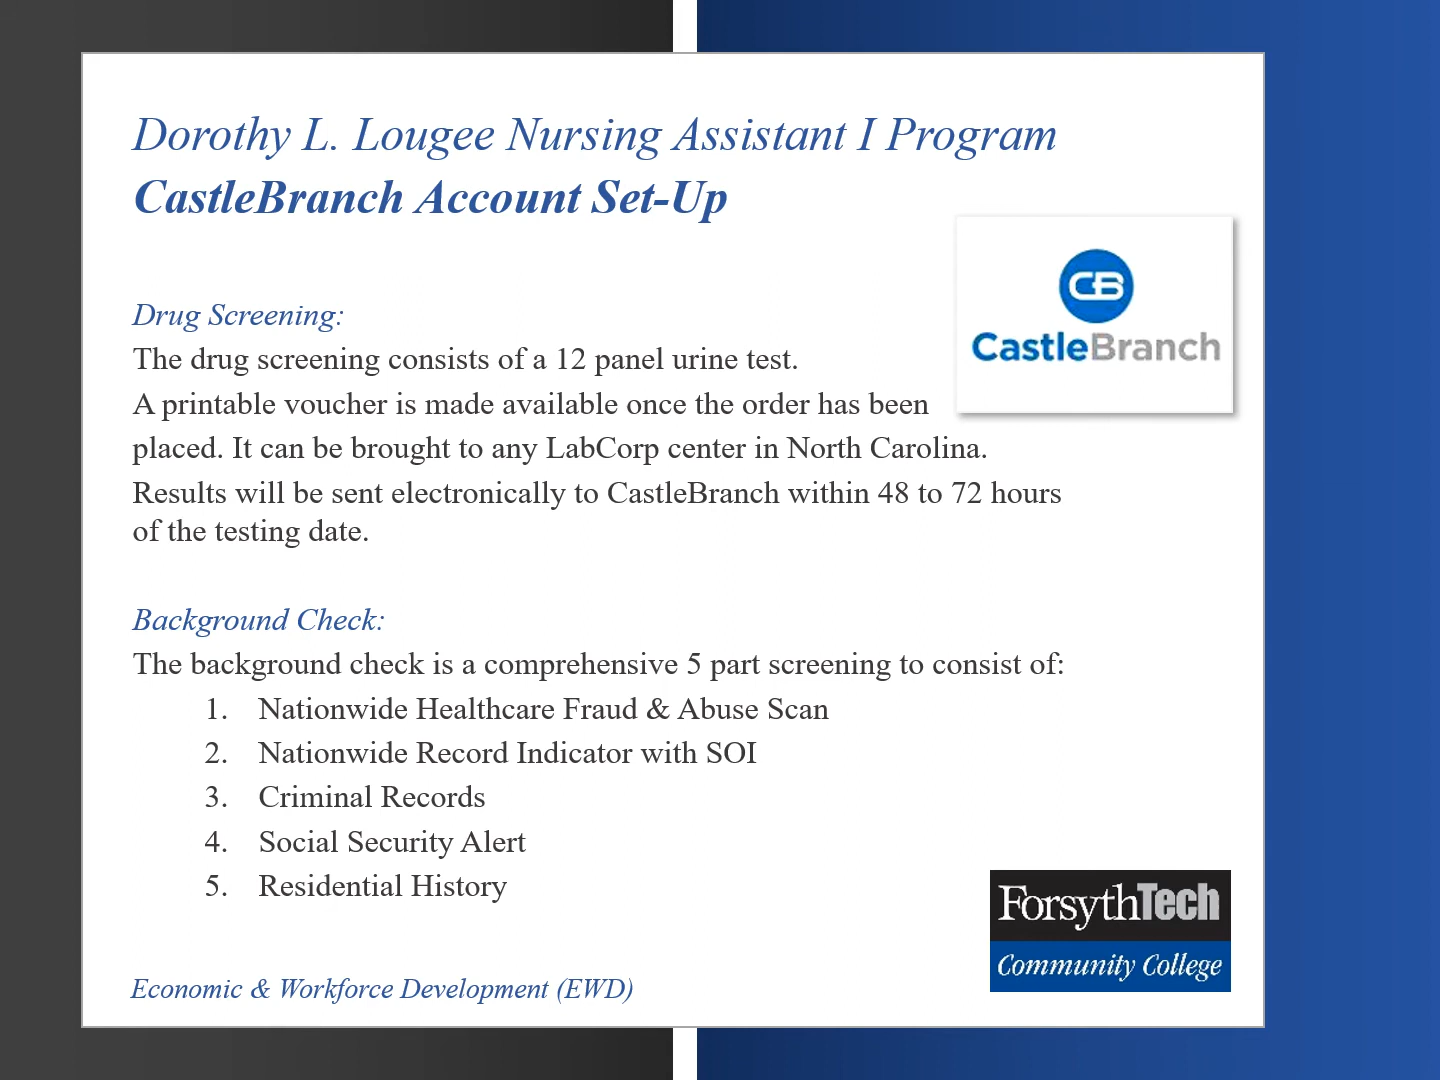 Dorothy L. Lougee Nursing Assistant I Program
CastleBranch Account Set-Up
CB
CastleBranch
Drug Screening:
The drug screening consists of a 12 panel urine test.
A printable voucher is made available once the order has been
placed. It can be brought to any LabCorp center in North Carolina.
Results will be sent electronically to CastleBranch within 48 to 72 hours
of the testing date.
Background Check:
The background check is a comprehensive 5 part screening to consist of:
1. Nationwide Healthcare Fraud & Abuse Scan
2. Nationwide Record Indicator with SOI
3. Criminal Records
4. Social Security Alert
5. Residential History
ForsythTech
Community College
Economic & Workforce Development (EWD)